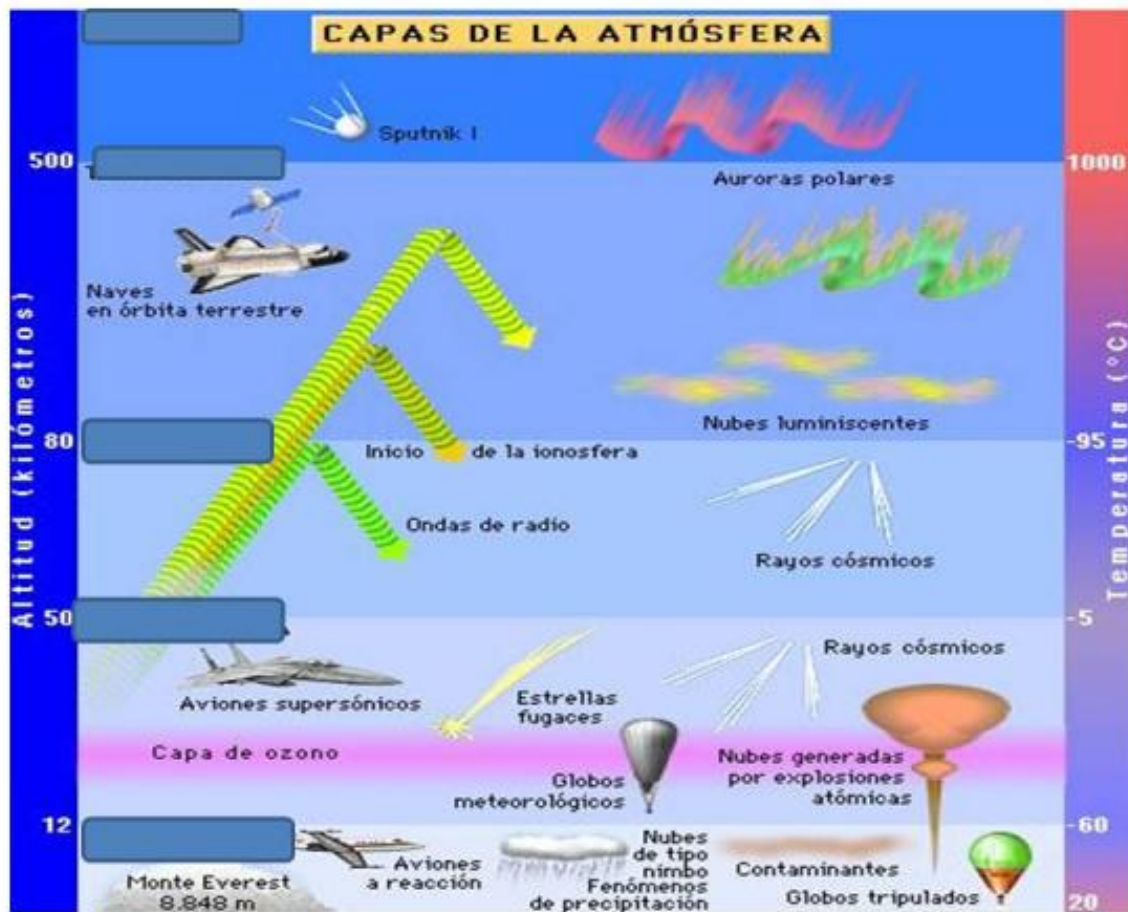 CAPAS DE LA ATMÓSFERA
Sputnik I
500
1000
Auroras polares
Naves
en órbita terrestre
Altitud (kilómetros)
Temperatura (°C)
Nubes luminiscentes
80
-95
Inicio de la ionosfera
Ondas de radio
Rayos cósmicos
50
-5
Rayos cósmicos
Aviones supersónicos
Estrellas
fugaces
Capa de ozono
Nubes generadas
por explosiones
atómicas
Globos
meteorológicos
12
-60
Aviones
a reacción
Nubes
de tipo
nimbo
Fenómenos
de precipitación
Contaminantes
Globos tripulados
Monte Everest
8.848 m
20